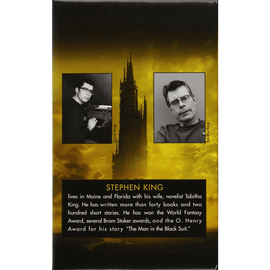 STEPHEN KING
lives in Maine and Florida with his wife, novelist Tabitha
King. He has written more than forty books and two
hundred short stories. He has won the World Fantasy
Award, several Bram Stoker awards, and the O. Henry
Award for his story “The Man in the Black Suit.”